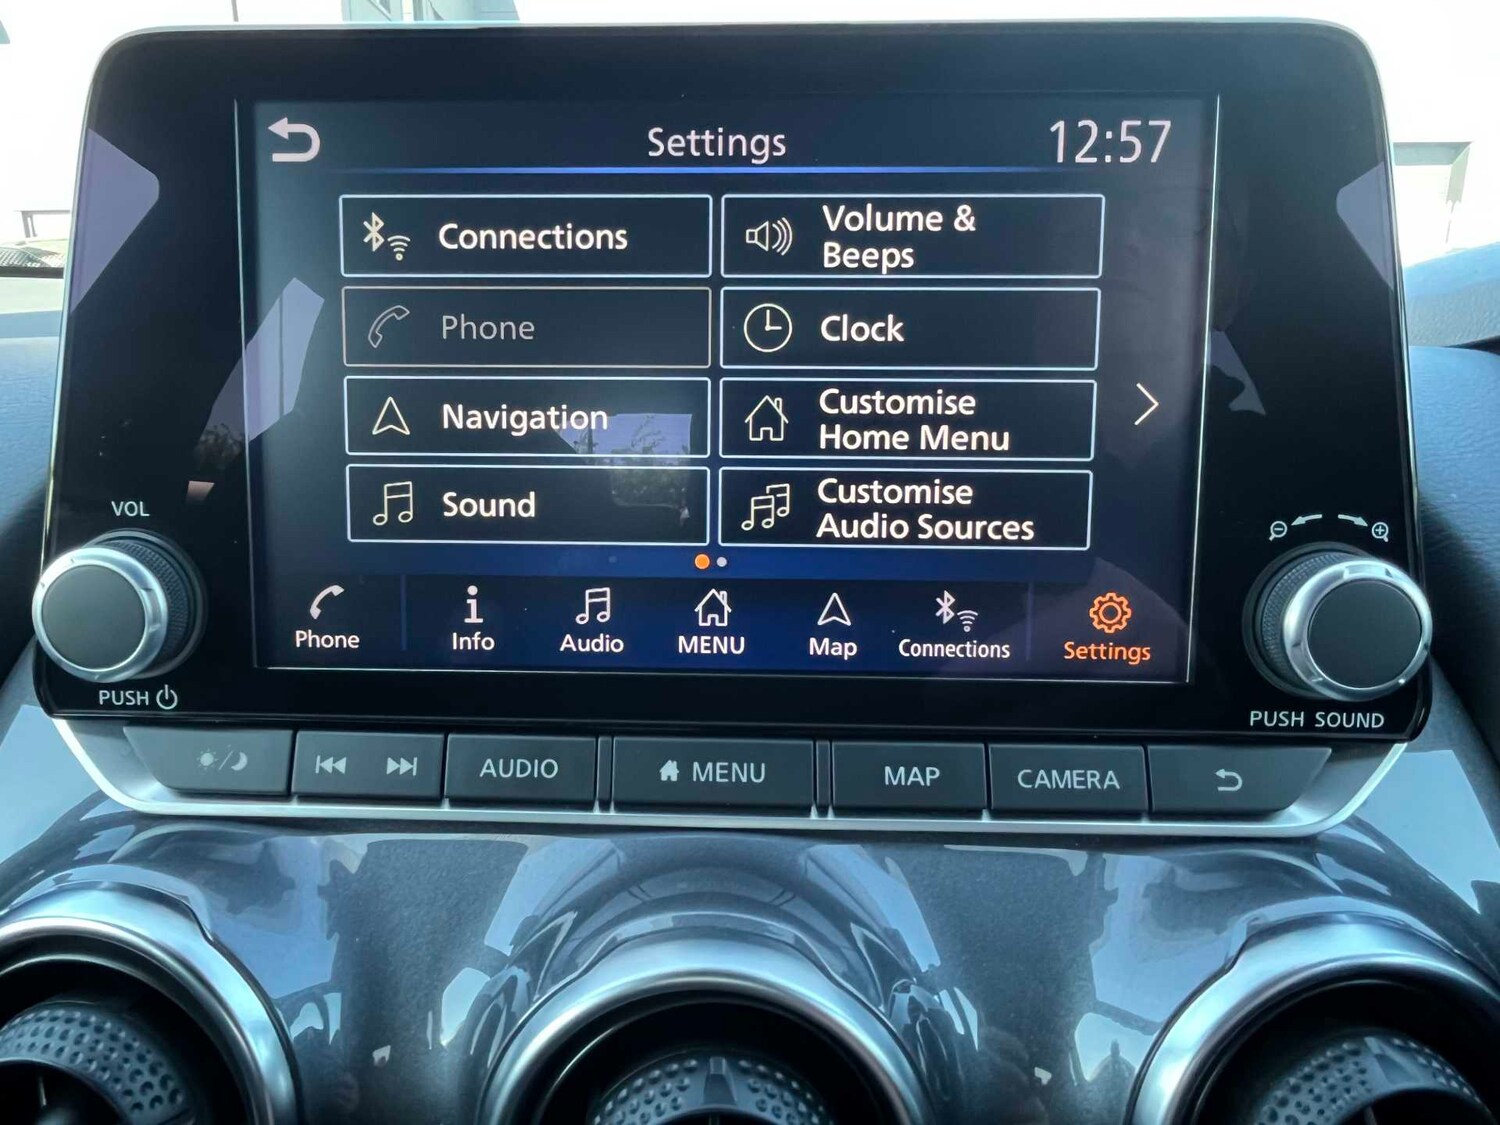 Settings
12:57
Connections
Volume &
Beeps
Phone
Clock
Navigation
Customise
Home Menu
Sound
Customise
Audio Sources
Phone
Info
Audio
MENU
Map
Connections
Settings
VOL
PUSH
PUSH SOUND
AUDIO
MENU
MAP
CAMERA